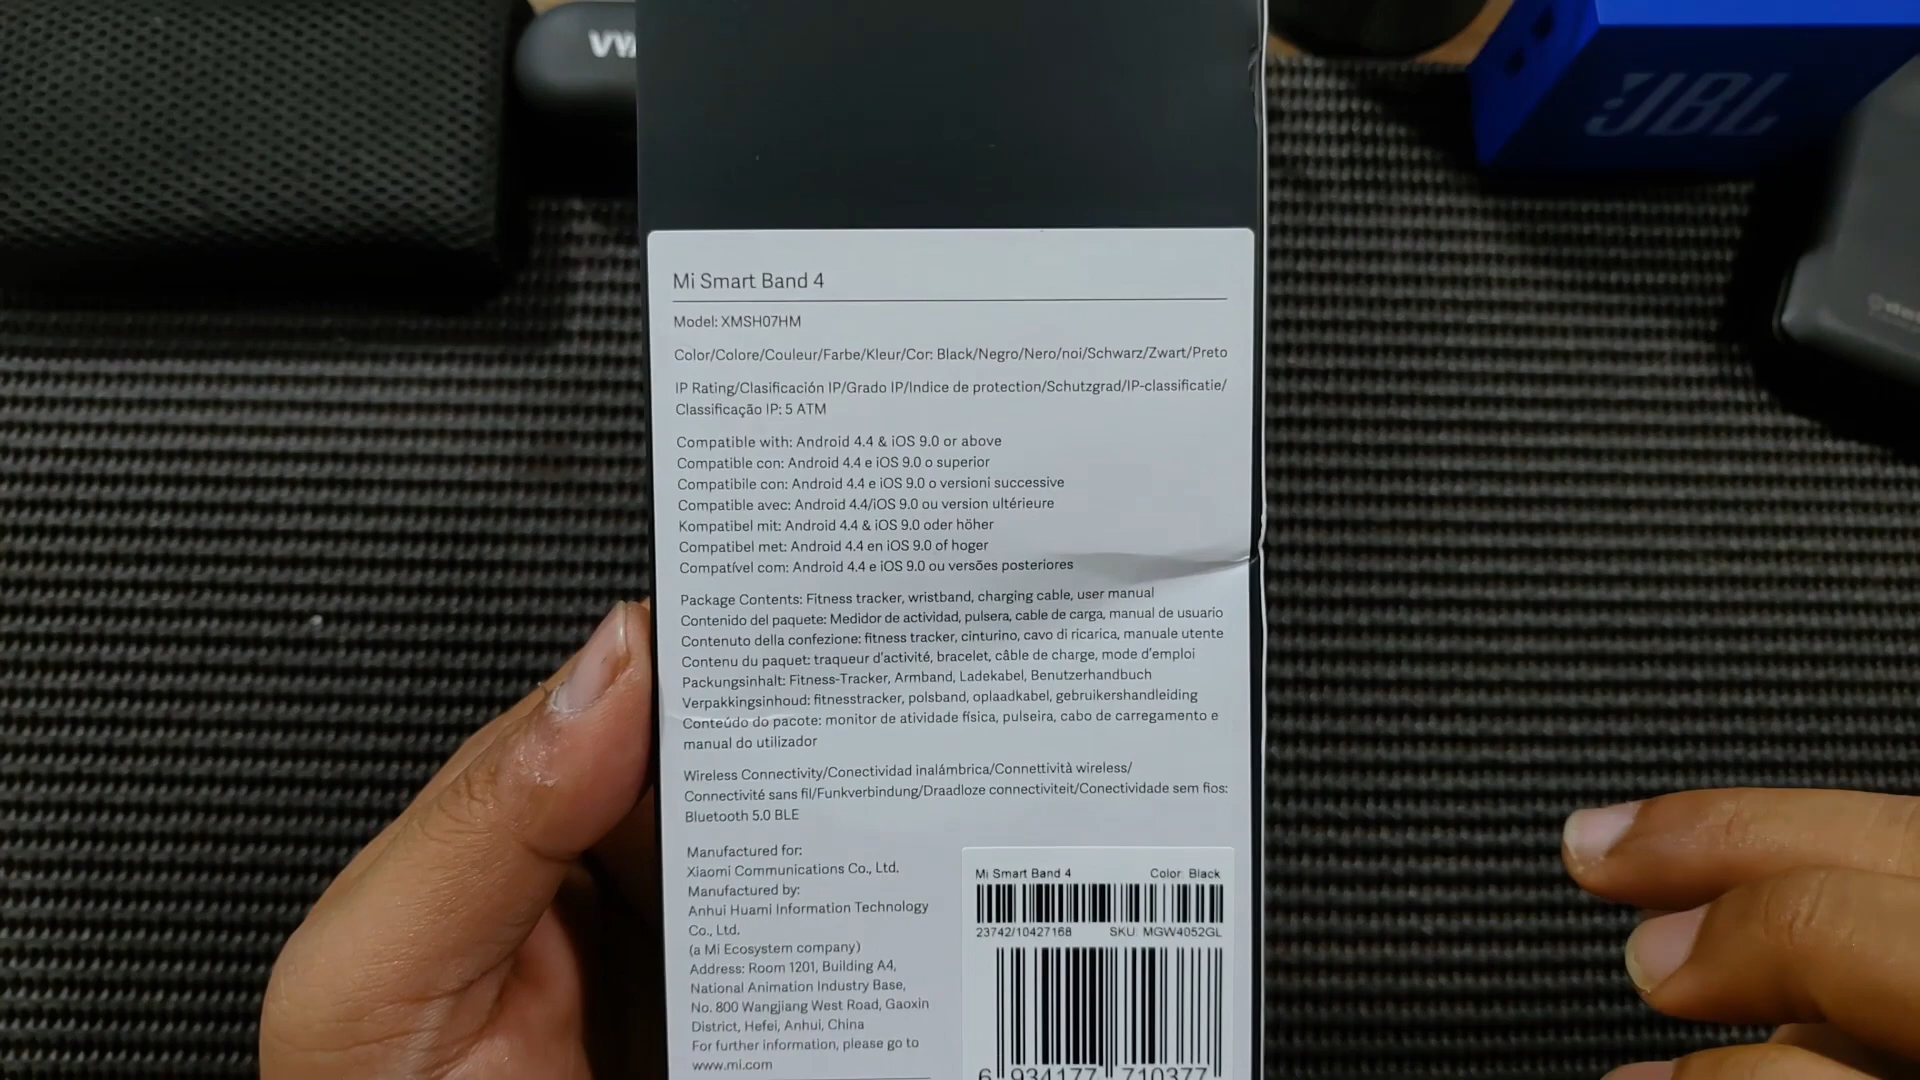 JBL
Mi Smart Band 4
Model: XMSH07HM
Color/Colore/Couleur/Farbe/Kleur/Cor: Black/Negro/Nero/noi/Schwarz/Zwart/Preto
IP Rating/Clasificación IP/Grado IP/Indice de protection/Schutzgrad/IP-classificatie/
Classificação IP: 5 ATM
Compatible with: Android 4.4 & iOS 9.0 or above
Compatible con: Android 4.4 e iOS 9.0 o superior
Compatibile con: Android 4.4 e iOS 9.0 o versioni successive
Compatible avec: Android 4.4/iOS 9.0 ou version ultérieure
Kompatibel mit: Android 4.4 & iOS 9.0 oder höher
Compatibel met: Android 4.4 en iOS 9.0 of hoger
Compatível com: Android 4.4 e iOS 9.0 ou versões posteriores
Package Contents: Fitness tracker, wristband, charging cable, user manual
Contenido del paquete: Medidor de actividad, pulsera, cable de carga, manual de usuario
Contenuto della confezione: fitness tracker, cinturino, cavo di ricarica, manuale utente
Contenu du paquet: traqueur d'activité, bracelet, câble de charge, mode d'emploi
Packungsinhalt: Fitness-Tracker, Armband, Ladekabel, Benutzerhandbuch
Verpakkingsinhoud: fitnesstracker, polsband, oplaadkabel, gebruikershandleiding
Conteúdo do pacote: monitor de atividade física, pulseira, cabo de carregamento e
manual do utilizador
Wireless Connectivity/Conectividad inalámbrica/Connettività wireless/
Connectivité sans fil/Funkverbindung/Draadloze connectiviteit/Conectividade sem fios:
Bluetooth 5.0 BLE
Manufactured for:
Xiaomi Communications Co., Ltd.
Manufactured by:
Anhui Huami Information Technology
Co., Ltd.
(a Mi Ecosystem company)
Address: Room 1201, Building A4,
National Animation Industry Base,
No. 800 Wangjiang West Road, Gaoxin
District, Hefei, Anhui, China
For further information, please go to
www.mi.com
Mi Smart Band 4 Color: Black
23742/10427168 SKU: MGW4052GL
6 934177 710377